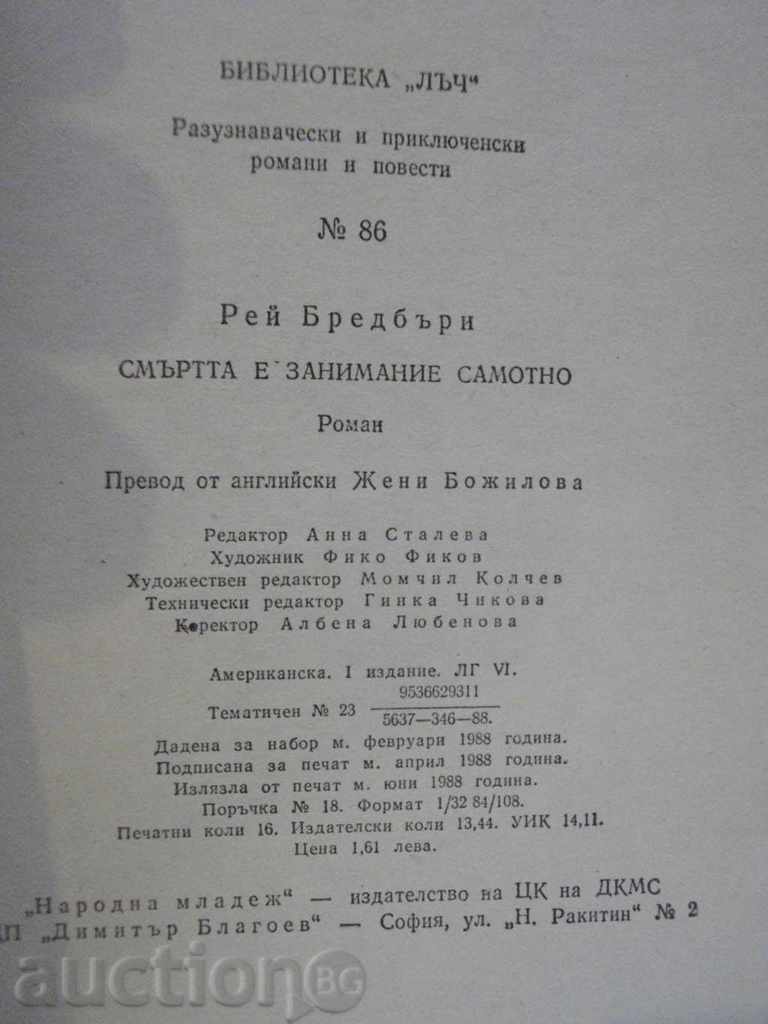 БИБЛИОТЕКА „ЛЪЧ“
Разузнавачески и приключенски
романи и повести
№ 86
Рей Бредбъри
СМЪРТТА Е ЗАНИМАНИЕ САМОТНО
Роман
Превод от английски Жени Божилова
Редактор Анна Сталева
Художник Фико Фиков
Художествен редактор Момчил Колчев
Технически редактор Гинка Чикова
Коректор Албена Любенова
Американска. I издание. ЛГ VI.
9536629311
Тематичен № 23
5637—346—88.
Дадена за набор м. февруари 1988 година.
Подписана за печат м. април 1988 година.
Излязла от печат м. юни 1988 година.
Поръчка № 18. Формат 1/32 84/108.
Печатни коли 16. Издателски коли 13,44. УИК 14,11.
Цена 1,61 лева.
„Народна младеж“ — издателство на ЦК на ДКМС
ДП „Димитър Благоев“ — София, ул. „Н. Ракитин“ № 2
auctionBG